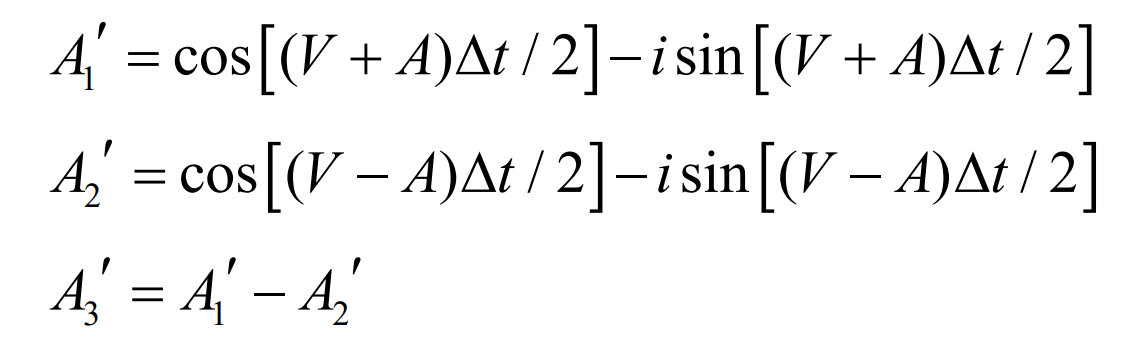 A₁′ = cos[(V + A)Δt / 2] − i sin[(V + A)Δt / 2]
A₂′ = cos[(V − A)Δt / 2] − i sin[(V − A)Δt / 2]
A₃′ = A₁′ − A₂′